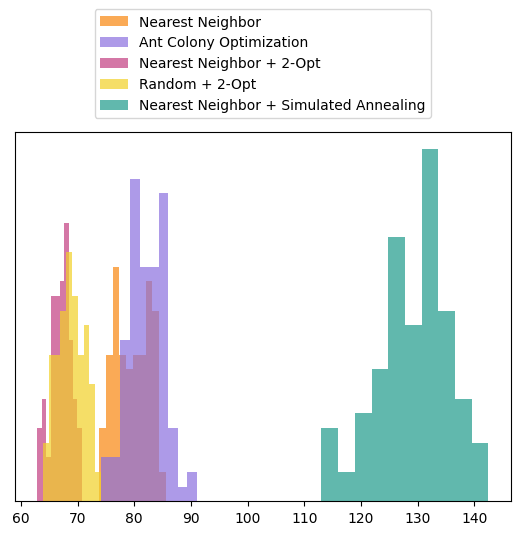 Nearest Neighbor
Ant Colony Optimization
Nearest Neighbor + 2-Opt
Random + 2-Opt
Nearest Neighbor + Simulated Annealing
60 70 80 90 100 110 120 130 140